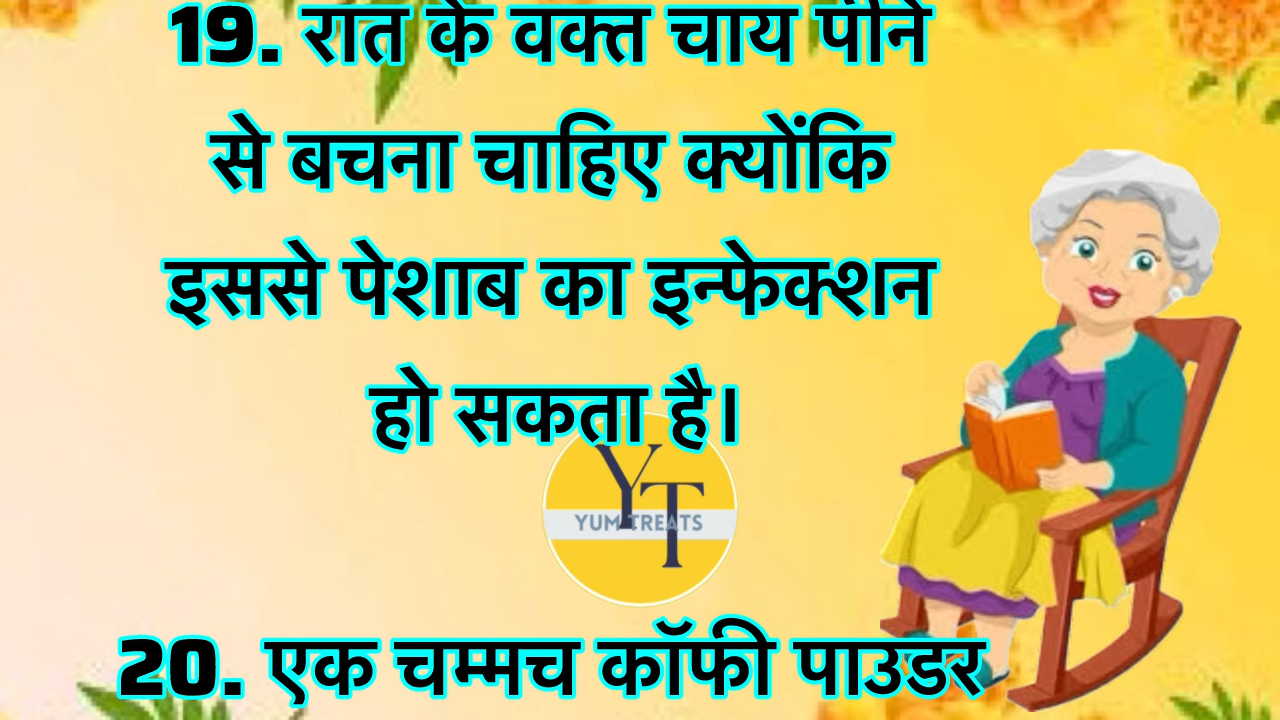 19. रात के वक्त चाय पीने
से बचना चाहिए क्योंकि
इससे पेशाब का इन्फेक्शन
हो सकता है।
YT
YUM TREATS
20. एक चम्मच कॉफी पाउडर